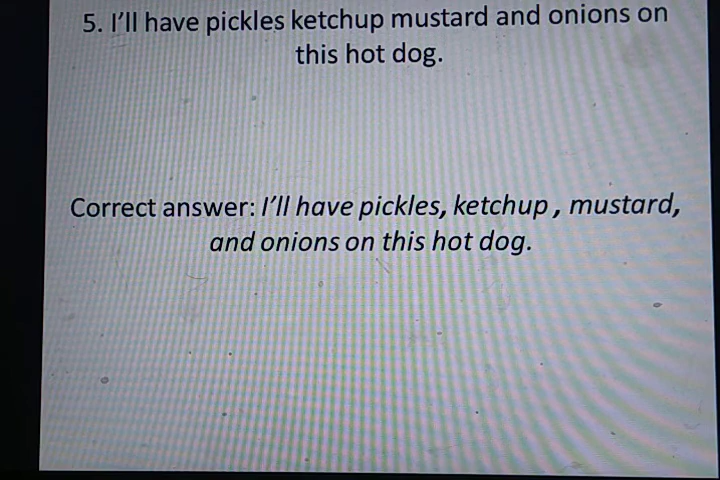 5. I'll have pickles ketchup mustard and onions on
this hot dog.
Correct answer: I'll have pickles, ketchup , mustard,
and onions on this hot dog.